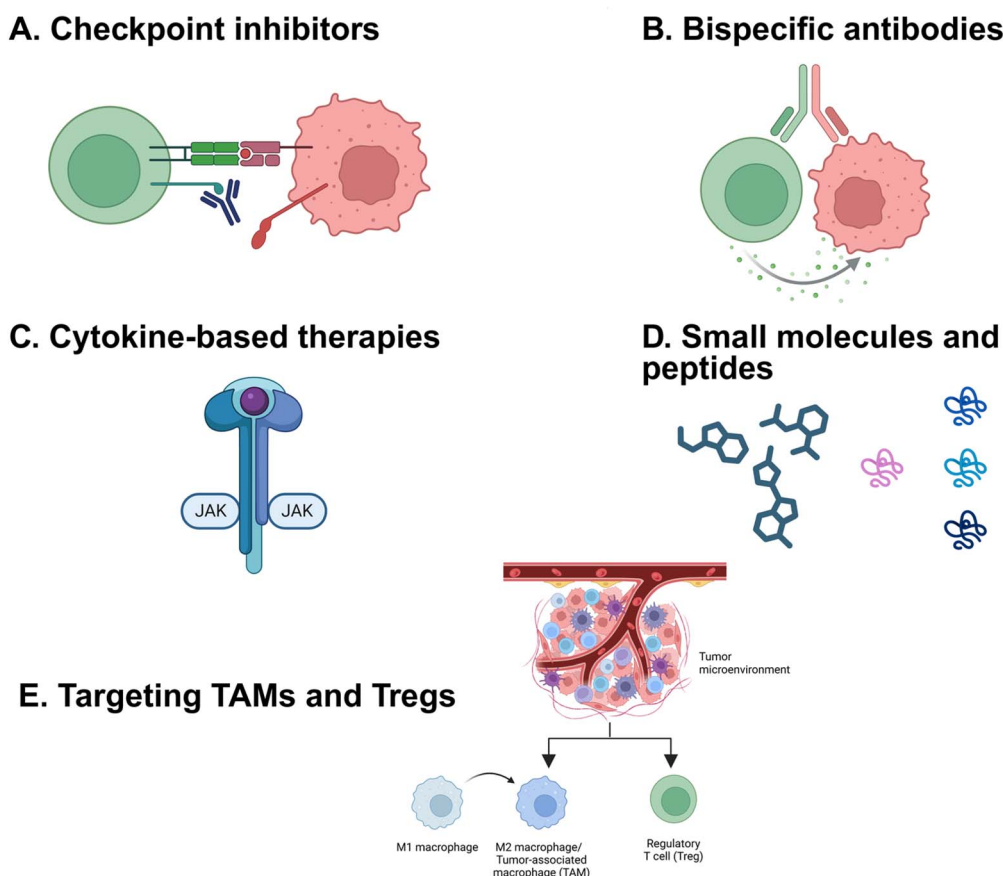 A. Checkpoint inhibitors
B. Bispecific antibodies
C. Cytokine-based therapies
D. Small molecules and
peptides
JAK
JAK
Tumor
microenvironment
E. Targeting TAMs and Tregs
M1 macrophage
M2 macrophage/
Tumor-associated
macrophage (TAM)
Regulatory
T cell (Treg)